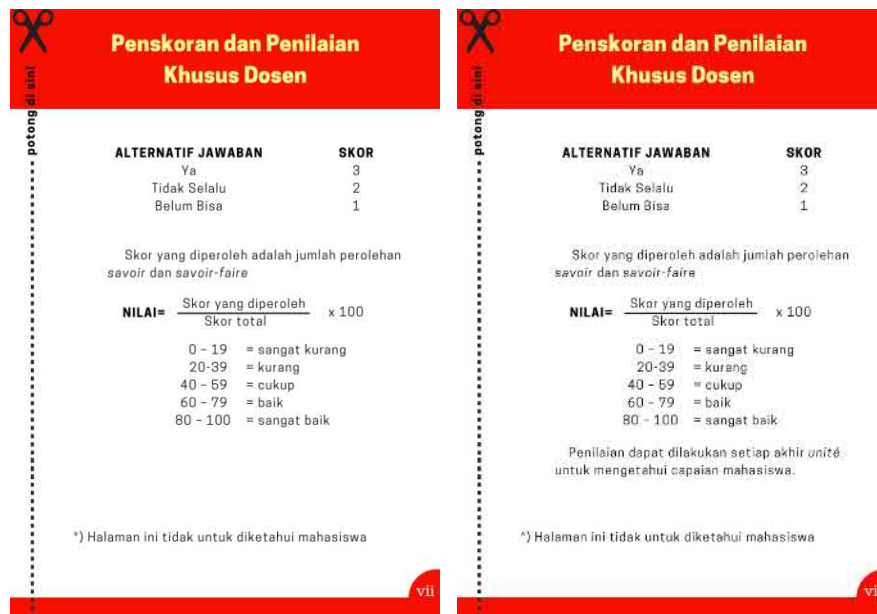 Penskoran dan Penilaian
Khusus Dosen
potong di sini
ALTERNATIF JAWABAN SKOR
Ya 3
Tidak Selalu 2
Belum Bisa 1
Skor yang diperoleh adalah jumlah perolehan
savoir dan savoir-faire
NILAI= Skor yang diperoleh x 100
Skor total
0 - 19 = sangat kurang
20-39 = kurang
40 - 59 = cukup
60 - 79 = baik
80 - 100 = sangat baik
*) Halaman ini tidak untuk diketahui mahasiswa
vii
Penskoran dan Penilaian
Khusus Dosen
potong di sini
ALTERNATIF JAWABAN SKOR
Ya 3
Tidak Selalu 2
Belum Bisa 1
Skor yang diperoleh adalah jumlah perolehan
savoir dan savoir-faire
NILAI= Skor yang diperoleh x 100
Skor total
0 - 19 = sangat kurang
20-39 = kurang
40 - 59 = cukup
60 - 79 = baik
80 - 100 = sangat baik
Penilaian dapat dilakukan setiap akhir unité
untuk mengetahui capaian mahasiswa.
*) Halaman ini tidak untuk diketahui mahasiswa
vi